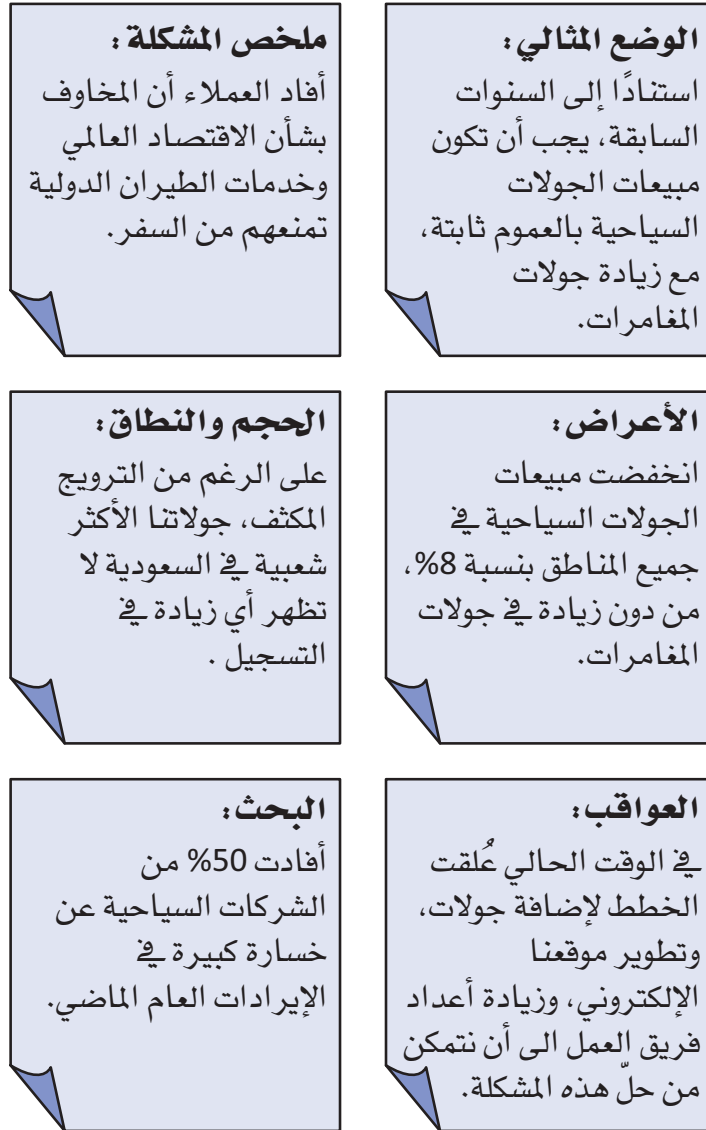 الوضع المثالي:
استنادًا إلى السنوات
السابقة، يجب أن تكون
مبيعات الجولات
السياحية بالعموم ثابتة،
مع زيادة جولات
المغامرات.
ملخص المشكلة :
أفاد العملاء أن المخاوف
بشأن الاقتصاد العالمي
وخدمات الطيران الدولية
تمنعهم من السفر.
الأعراض:
انخفضت مبيعات
الجولات السياحية في
جميع المناطق بنسبة 8%،
من دون زيادة في جولات
المغامرات.
الحجم والنطاق:
على الرغم من الترويج
المكثف، جولاتنا الأكثر
شعبية في السعودية لا
تظهر أي زيادة في
التسجيل .
العواقب:
في الوقت الحالي عُلقت
الخطط لإضافة جولات،
وتطوير موقعنا
الإلكتروني، وزيادة أعداد
فريق العمل الى أن نتمكن
من حلّ هذه المشكلة.
البحث:
أفادت 50% من
الشركات السياحية عن
خسارة كبيرة في
الإيرادات العام الماضي.